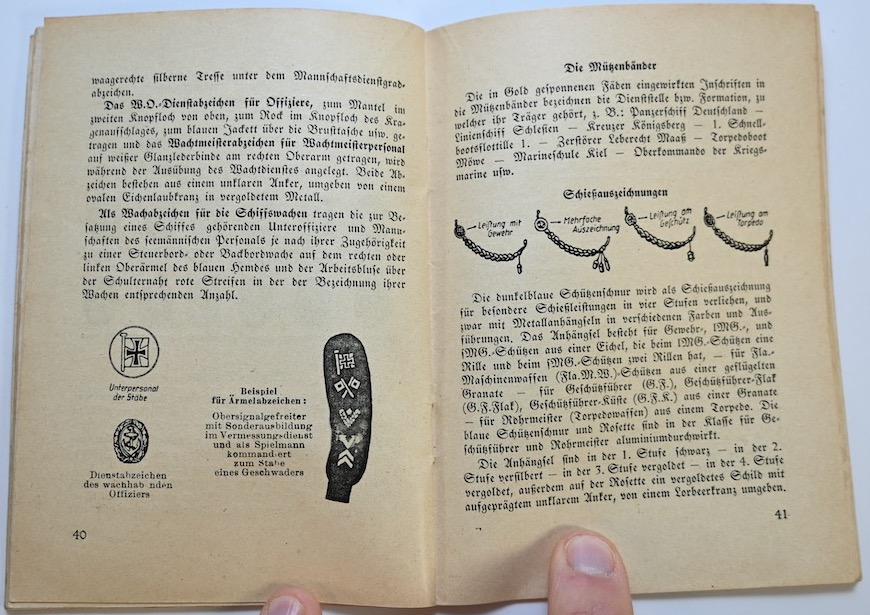 waagerechte silberne Tresse unter dem Mannschaftsdienstgrad-
abzeichen.
Das W.O.-Dienstabzeichen für Offiziere, zum Mantel im
zweiten Knopfloch von oben, zum Rock im Knopfloch des Kra-
genaufschlages, zum blauen Jackett über die Brusttasche usw. ge-
tragen und das Wachtmeisterabzeichen für Wachtmeisterpersonal
auf weißer Glanzlederbinde am rechten Oberarm getragen, wird
während der Ausübung des Wachtdienstes angelegt. Beide Ab-
zeichen bestehen aus einem unklaren Anker, umgeben von einem
ovalen Eichenlaubkranz in vergoldetem Metall.
Als Wachabzeichen für die Schiffswachen tragen die zur Be-
satzung eines Schiffes gehörenden Unteroffiziere und Mann-
schaften des seemännischen Personals je nach ihrer Zugehörigkeit
zu einer Steuerbord- oder Backbordwache auf dem rechten oder
linken Oberärmel des blauen Hemdes und der Arbeitsbluse über
der Schulternaht rote Streifen in der der Bezeichnung ihrer
Wachen entsprechenden Anzahl.
Unterpersonal
der Stäbe
Dienstabzeichen
des wachhab nden
Offiziers
Beispiel
für Ärmelabzeichen:
Obersignalgefreiter
mit Sonderausbildung
im Vermessungsdienst
und als Spielmann
kommandiert
zum Stabe
eines Geschwaders
40
Die Mützenbänder
Die in Gold gesponnenen Fäden eingewirkten Inschriften in
die Mützenbänder bezeichnen die Dienststelle bzw. Formation, zu
welcher ihr Träger gehört, z. B.: Panzerschiff Deutschland —
Linienschiff Schlesien — Kreuzer Königsberg — 1. Schnell-
bootsflottille 1. — Zerstörer Leberecht Maaß — Torpedoboot
Möwe — Marineschule Kiel — Oberkommando der Kriegs-
marine usw.
Schießauszeichnungen
Leistung mit
Gewehr
Mehrfache
Auszeichnung
Leistung am
Geschütz
Leistung am
Torpedo
Die dunkelblaue Schützenschnur wird als Schießauszeichnung
für besondere Schießleistungen in vier Stufen verliehen, und
zwar mit Metallanhängseln in verschiedenen Farben und Aus-
führungen. Das Anhängsel besteht für Gewehr-, lMG.-, und
sMG.-Schützen aus einer Eichel, die beim lMG.-Schützen eine
Rille und beim sMG.-Schützen zwei Rillen hat, — für Fla.-
Maschinenwaffen (Fla.M.W.)-Schützen aus einer geflügelten
Granate — für Geschützführer (G.F.), Geschützführer-Flak
(G.F.Flak), Geschützführer-Küste (G.F.K.) aus einer Granate
— für Rohrmeister (Torpedowaffen) aus einem Torpedo. Die
blaue Schützenschnur und Rosette sind in der Klasse für Ge-
schützführer und Rohrmeister aluminiumdurchwirkt.
Die Anhängsel sind in der 1. Stufe schwarz — in der 2.
Stufe versilbert — in der 3. Stufe vergoldet — in der 4. Stufe
vergoldet, außerdem auf der Rosette ein vergoldetes Schild mit
aufgeprägtem unklarem Anker, von einem Lorbeerkranz umgeben.
41